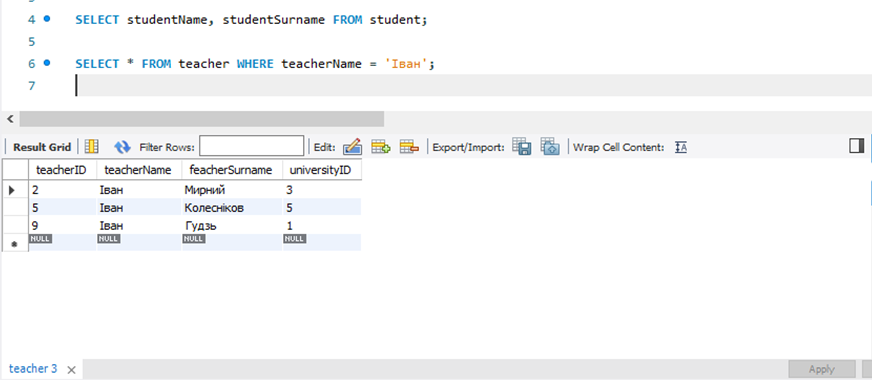 4 SELECT studentName, studentSurname FROM student;
5
6 SELECT * FROM teacher WHERE teacherName = 'Іван';
7
Result Grid Filter Rows: Edit: Export/Import: Wrap Cell Content: IA
teacherID teacherName feacherSurname universityID
2 Іван Мирний 3
5 Іван Колесніков 5
9 Іван Гудзь 1
NULL NULL NULL NULL
teacher 3 Apply